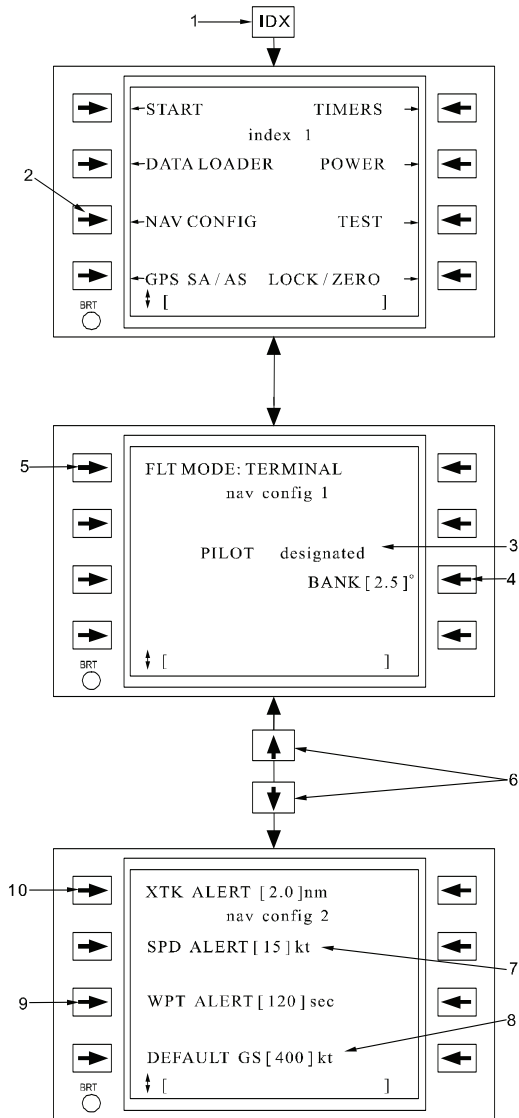 1 IDX
←START TIMERS→
index 1
←DATA LOADER POWER→
2
←NAV CONFIG TEST→
←GPS SA/AS LOCK/ZERO→
BRT
↕ [ ]
5
FLT MODE: TERMINAL
nav config 1
3
PILOT designated
BANK [2.5]° 4
BRT
↕ [ ]
6
10 XTK ALERT [2.0]nm
nav config 2
SPD ALERT [15] kt
7
9 WPT ALERT [120] sec
8
DEFAULT GS [400] kt
BRT
↕ [ ]